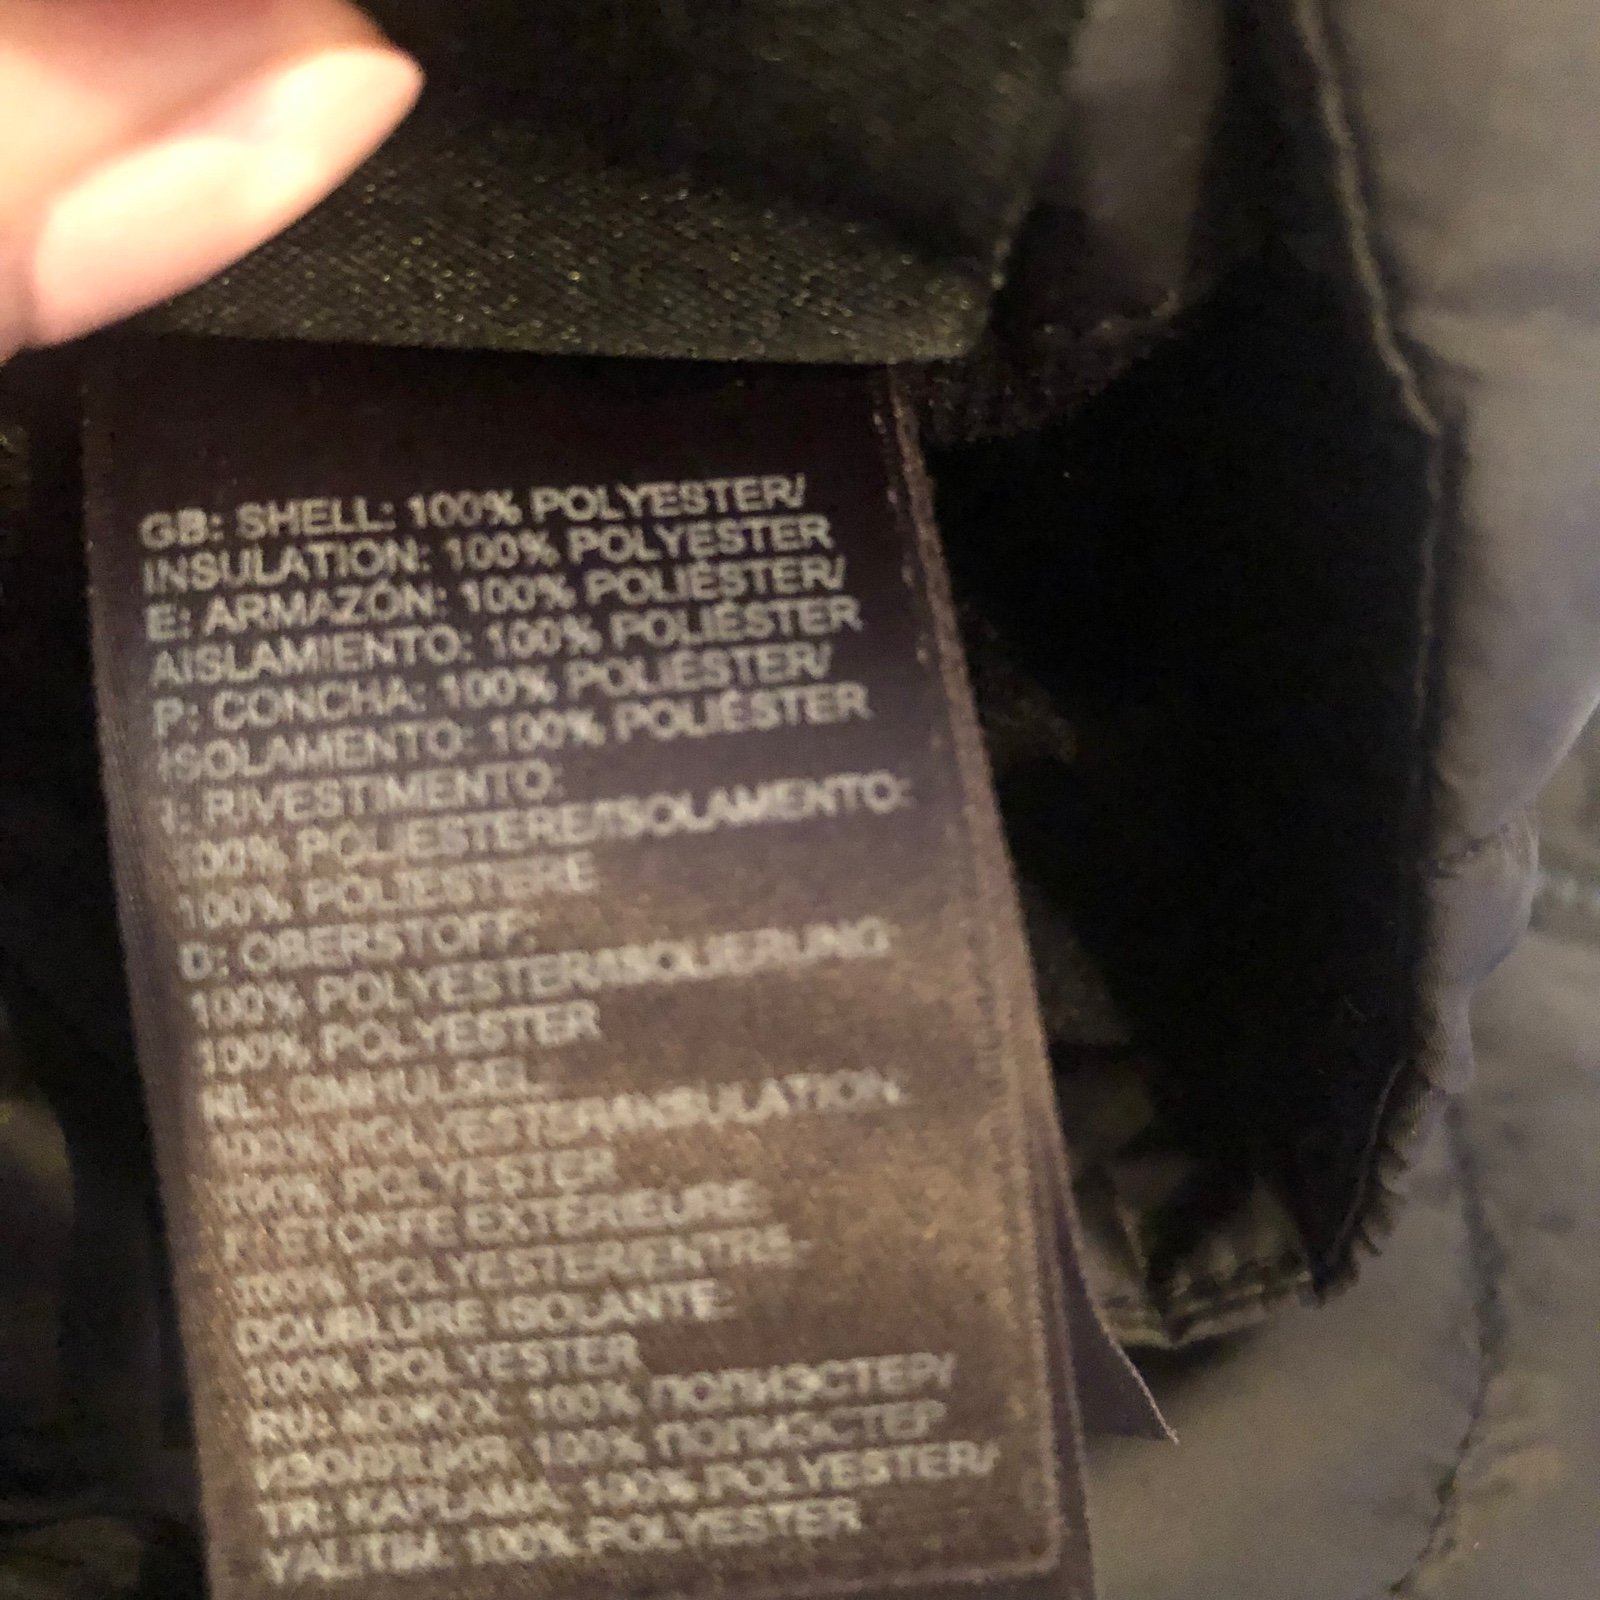 GB: SHELL: 100% POLYESTER/
INSULATION: 100% POLYESTER
E: ARMAZÓN: 100% POLIÉSTER/
AISLAMIENTO: 100% POLIÉSTER
P: CONCHA: 100% POLIÉSTER/
ISOLAMENTO: 100% POLIÉSTER
I: RIVESTIMENTO:
100% POLIESTERE/ISOLAMENTO:
100% POLIESTERE
D: OBERSTOFF:
100% POLYESTER/ISOLIERUNG
100% POLYESTER
NL: OMHULSEL
100% POLYESTER/INSULATION
100% POLYESTER
F: ETOFFE EXTÉRIEURE
100% POLYESTER/ENTRE-
DOUBLURE ISOLANTE:
100% POLYESTER
RU: КОЖУХ: 100% ПОЛИЭСТЕР/
ИЗОЛЯЦИЯ: 100% ПОЛИЭСТЕР
TR: KAPLAMA: 100% POLYESTER/
YALITIM: 100% POLYESTER